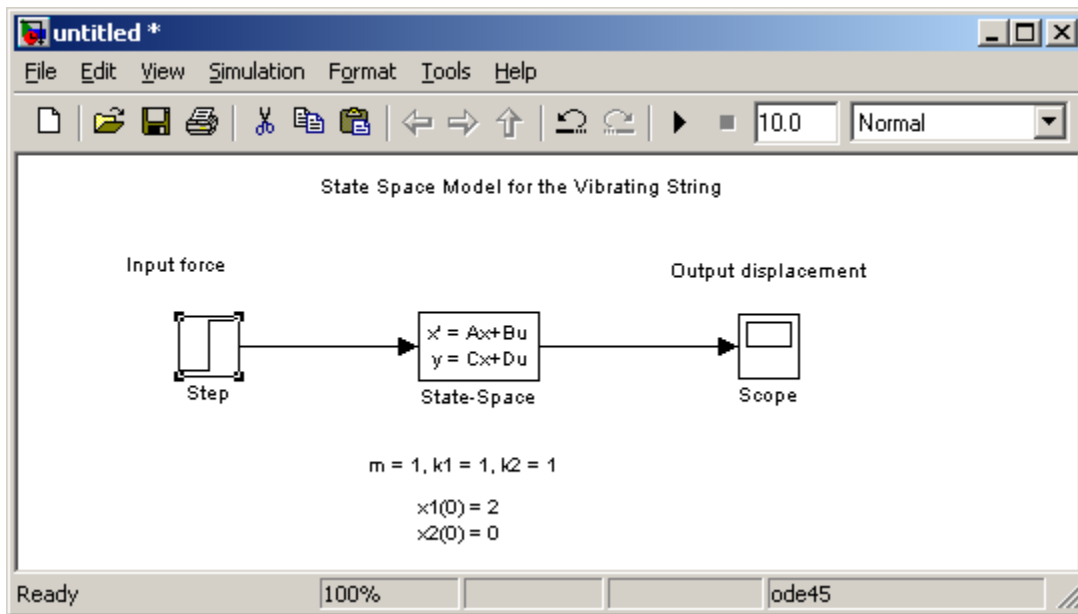 untitled *
File Edit View Simulation Format Tools Help
10.0 Normal
State Space Model for the Vibrating String
Input force
Output displacement
x' = Ax+Bu
y = Cx+Du
Step
State-Space
Scope
m = 1, k1 = 1, k2 = 1
x1(0) = 2
x2(0) = 0
Ready 100% ode45